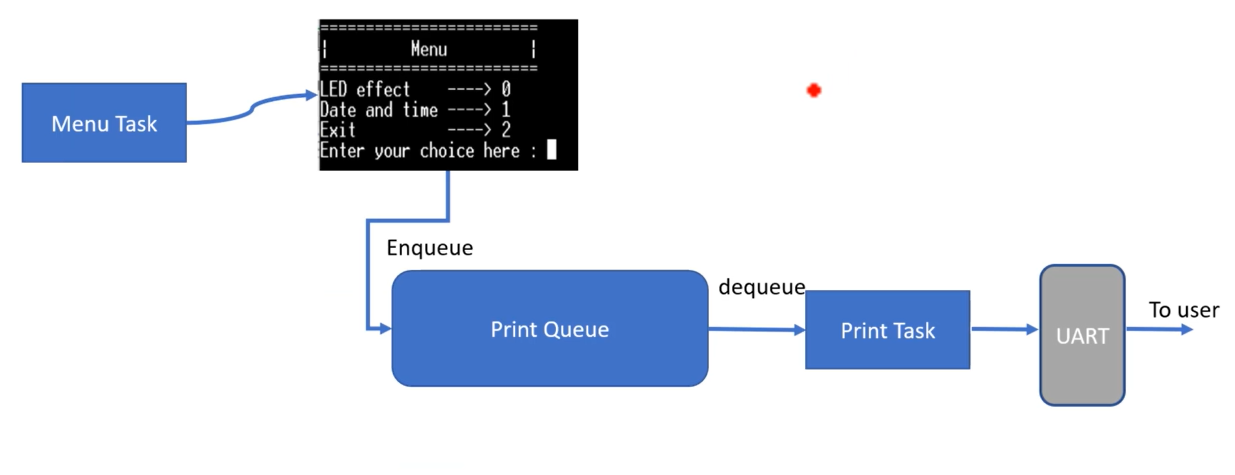 ========================
|         Menu         |
========================
LED effect    ----> 0
Date and time ----> 1
Exit          ----> 2
Enter your choice here :
Menu Task
Enqueue
Print Queue
dequeue
Print Task
UART
To user